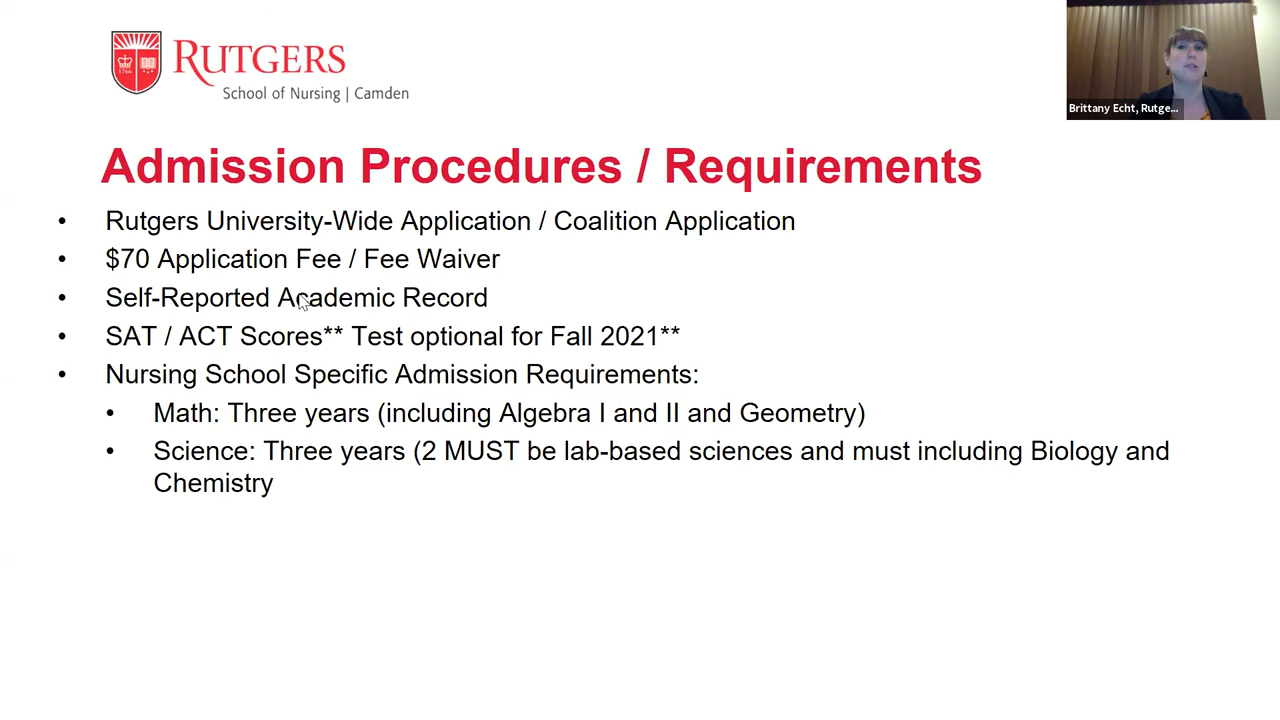 RUTGERS
School of Nursing | Camden
1766
Brittany Echt, Rutge...
Admission Procedures / Requirements
• Rutgers University-Wide Application / Coalition Application
• $70 Application Fee / Fee Waiver
• Self-Reported Academic Record
• SAT / ACT Scores** Test optional for Fall 2021**
• Nursing School Specific Admission Requirements:
• Math: Three years (including Algebra I and II and Geometry)
• Science: Three years (2 MUST be lab-based sciences and must including Biology and
Chemistry